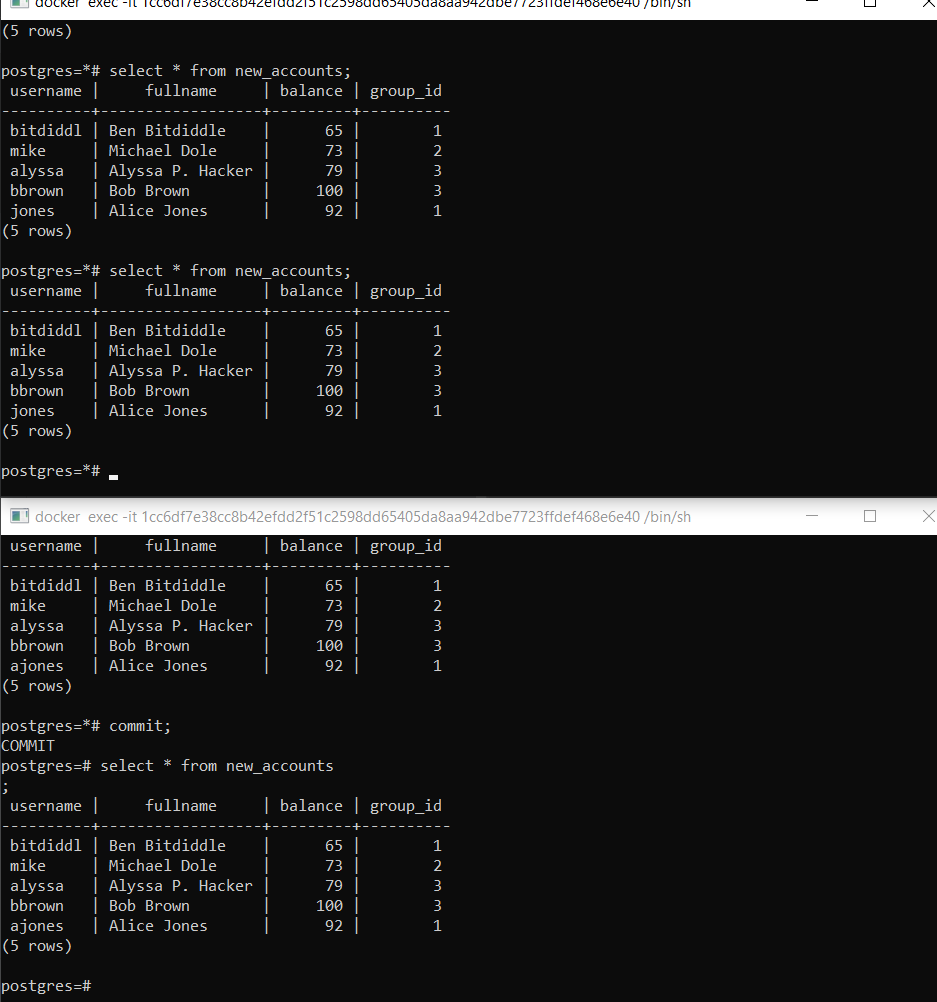 docker exec -it 1cc6df7e38cc8b42efdd2f51c2598dd65405da8aa942dbe7723ffdef468e6e40 /bin/sh
(5 rows)
postgres=*# select * from new_accounts;
 username |     fullname     | balance | group_id
----------+------------------+---------+----------
 bitdiddl | Ben Bitdiddle    |      65 |        1
 mike     | Michael Dole     |      73 |        2
 alyssa   | Alyssa P. Hacker |      79 |        3
 bbrown   | Bob Brown        |     100 |        3
 jones    | Alice Jones      |      92 |        1
(5 rows)
postgres=*# select * from new_accounts;
 username |     fullname     | balance | group_id
----------+------------------+---------+----------
 bitdiddl | Ben Bitdiddle    |      65 |        1
 mike     | Michael Dole     |      73 |        2
 alyssa   | Alyssa P. Hacker |      79 |        3
 bbrown   | Bob Brown        |     100 |        3
 jones    | Alice Jones      |      92 |        1
(5 rows)
postgres=*#
docker exec -it 1cc6df7e38cc8b42efdd2f51c2598dd65405da8aa942dbe7723ffdef468e6e40 /bin/sh
 username |     fullname     | balance | group_id
----------+------------------+---------+----------
 bitdiddl | Ben Bitdiddle    |      65 |        1
 mike     | Michael Dole     |      73 |        2
 alyssa   | Alyssa P. Hacker |      79 |        3
 bbrown   | Bob Brown        |     100 |        3
 ajones   | Alice Jones      |      92 |        1
(5 rows)
postgres=*# commit;
COMMIT
postgres=# select * from new_accounts
;
 username |     fullname     | balance | group_id
----------+------------------+---------+----------
 bitdiddl | Ben Bitdiddle    |      65 |        1
 mike     | Michael Dole     |      73 |        2
 alyssa   | Alyssa P. Hacker |      79 |        3
 bbrown   | Bob Brown        |     100 |        3
 ajones   | Alice Jones      |      92 |        1
(5 rows)
postgres=#